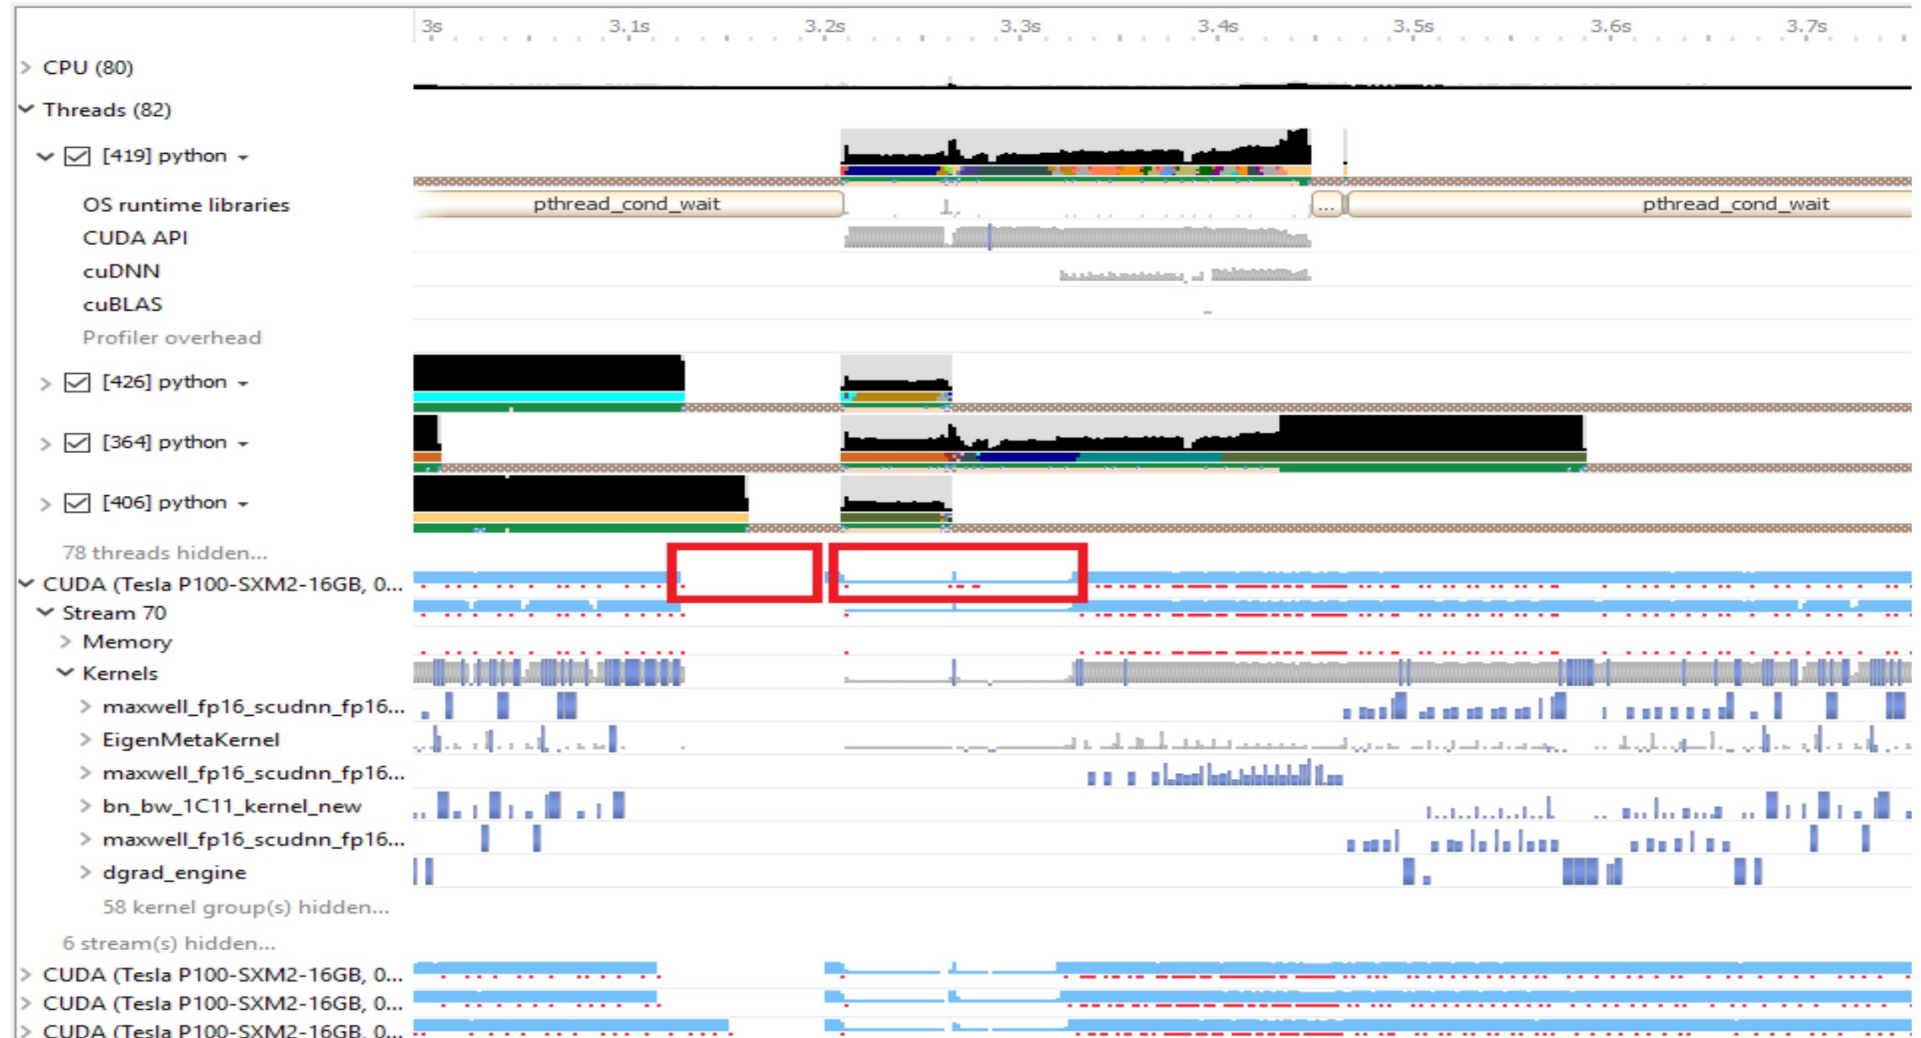 3s 3.1s 3.2s 3.3s 3.4s 3.5s 3.6s 3.7s
CPU (80)
Threads (82)
[419] python
OS runtime libraries pthread_cond_wait ... pthread_cond_wait
CUDA API
cuDNN
cuBLAS
Profiler overhead
[426] python
[364] python
[406] python
78 threads hidden...
CUDA (Tesla P100-SXM2-16GB, 0...
Stream 70
Memory
Kernels
maxwell_fp16_scudnn_fp16...
EigenMetaKernel
maxwell_fp16_scudnn_fp16...
bn_bw_1C11_kernel_new
maxwell_fp16_scudnn_fp16...
dgrad_engine
58 kernel group(s) hidden...
6 stream(s) hidden...
CUDA (Tesla P100-SXM2-16GB, 0...
CUDA (Tesla P100-SXM2-16GB, 0...
CUDA (Tesla P100-SXM2-16GB, 0...